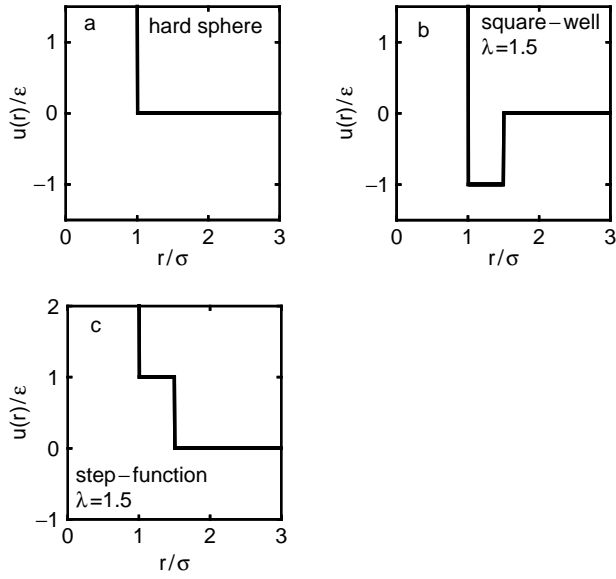 a
hard sphere
1
0
−1
u(r)/ε
0
1
2
3
r/σ
b
square−well
λ=1.5
1
0
−1
u(r)/ε
0
1
2
3
r/σ
c
2
1
0
−1
u(r)/ε
step−function
λ=1.5
0
1
2
3
r/σ